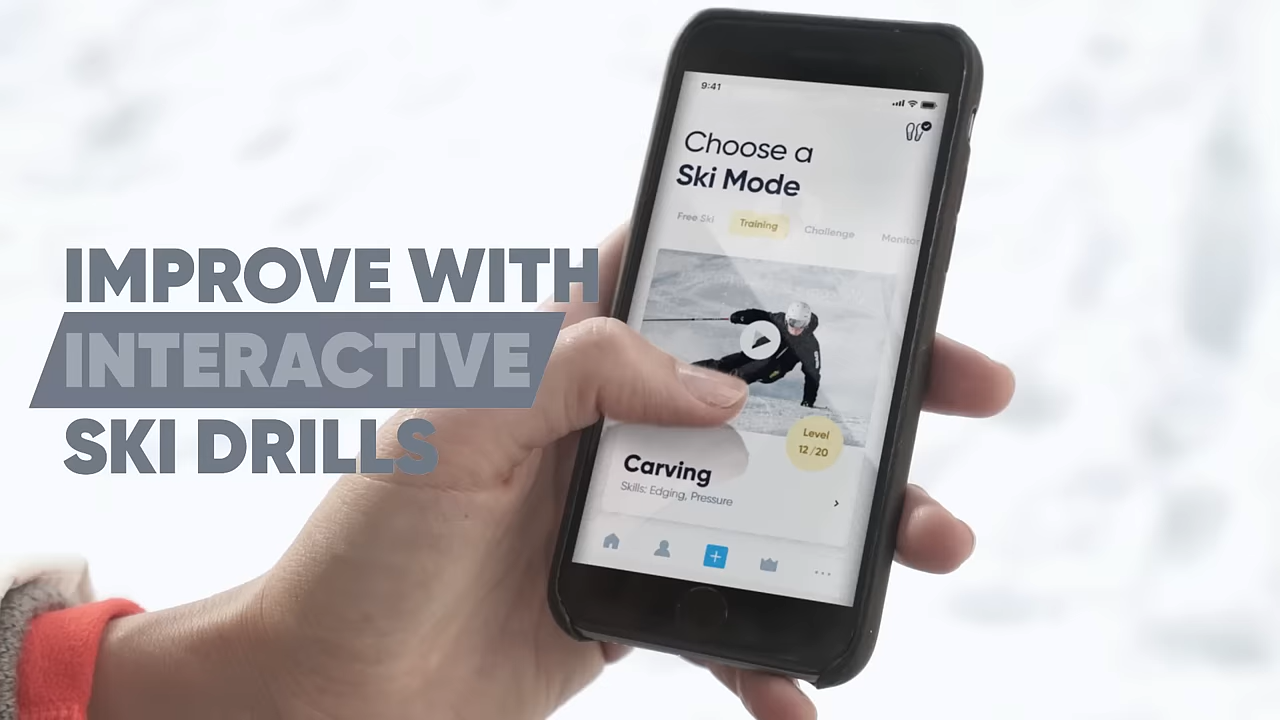 IMPROVE WITH
INTERACTIVE
SKI DRILLS
9:41
Choose a
Ski Mode
Free Ski Training Challenge Monitor
Level
12/20
Carving
Skills: Edging, Pressure